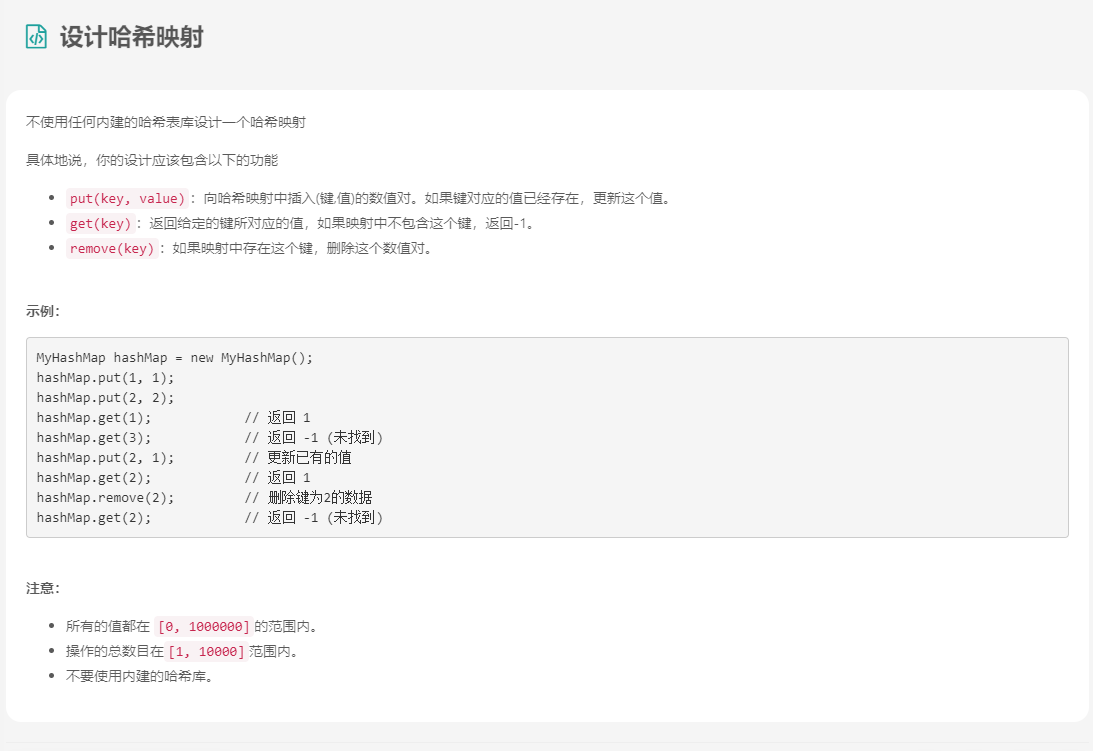 设计哈希映射
不使用任何内建的哈希表库设计一个哈希映射
具体地说，你的设计应该包含以下的功能
put(key, value)：向哈希映射中插入(键,值)的数值对。如果键对应的值已经存在，更新这个值。
get(key)：返回给定的键所对应的值，如果映射中不包含这个键，返回-1。
remove(key)：如果映射中存在这个键，删除这个数值对。
示例：
MyHashMap hashMap = new MyHashMap();
hashMap.put(1, 1);
hashMap.put(2, 2);
hashMap.get(1);            // 返回 1
hashMap.get(3);            // 返回 -1 (未找到)
hashMap.put(2, 1);         // 更新已有的值
hashMap.get(2);            // 返回 1
hashMap.remove(2);         // 删除键为2的数据
hashMap.get(2);            // 返回 -1 (未找到)
注意：
所有的值都在 [0, 1000000]的范围内。
操作的总数目在[1, 10000]范围内。
不要使用内建的哈希库。